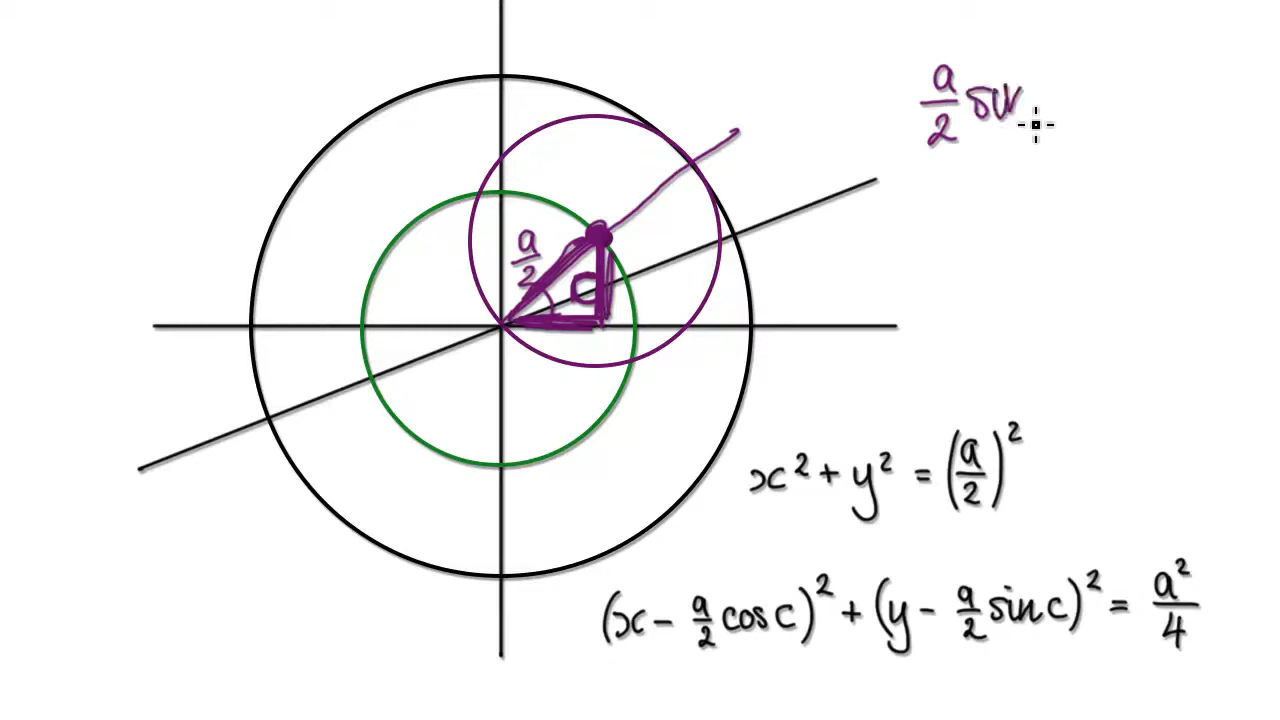 a/2 sin
a/2
C
x² + y² = (a/2)²
(x - a/2 cos c)² + (y - a/2 sin c)² = a²/4